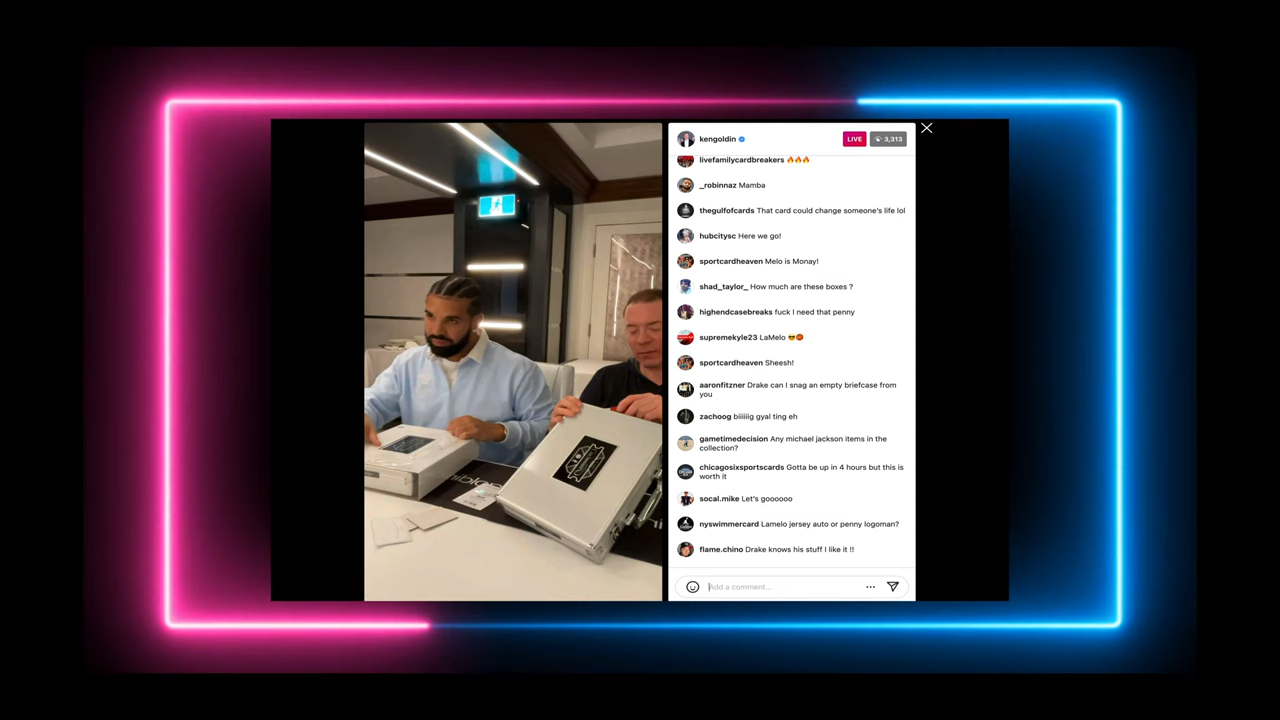 kengoldin
LIVE
3,313
livefamilycardbreakers 🔥🔥🔥
_robinnaz Mamba
thegulfofcards That card could change someone's life lol
hubcitysc Here we go!
sportcardheaven Melo is Monay!
shad_taylor_ How much are these boxes ?
highendcasebreaks fuck I need that penny
supremekyle23 LaMelo 😎🏀
sportcardheaven Sheesh!
aaronfitzner Drake can I snag an empty briefcase from
you
zachoog biiiiig gyal ting eh
gametimedecision Any michael jackson items in the
collection?
chicagosixsportscards Gotta be up in 4 hours but this is
worth it
socal.mike Let's goooooo
nyswimmercard Lamelo jersey auto or penny logoman?
flame.chino Drake knows his stuff I like it !!
Add a comment...